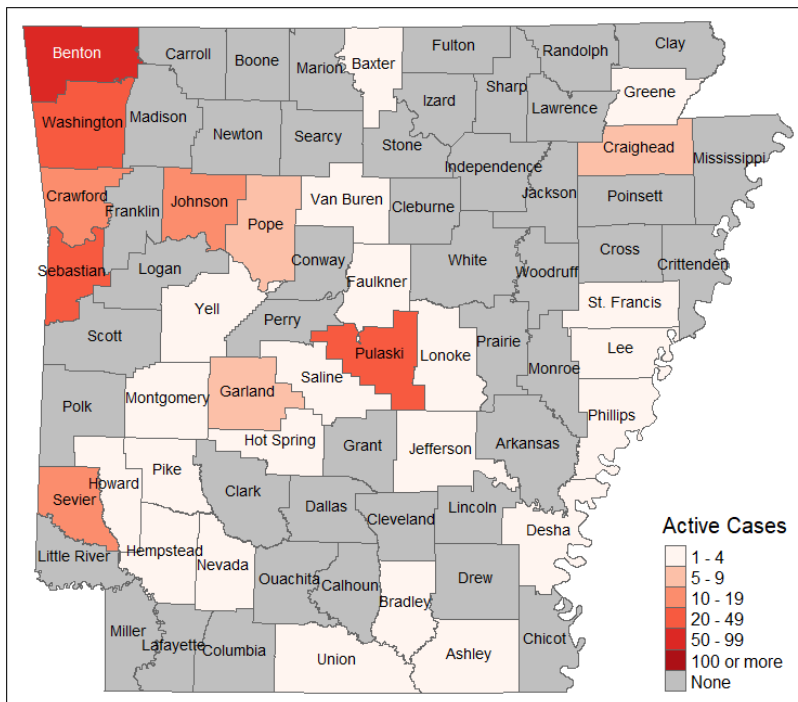 Benton
Carroll
Boone
Marion
Baxter
Fulton
Randolph
Clay
Washington
Madison
Newton
Searcy
Stone
Izard
Sharp
Lawrence
Greene
Craighead
Mississippi
Crawford
Franklin
Johnson
Pope
Van Buren
Cleburne
Independence
Jackson
Poinsett
Sebastian
Logan
Conway
Faulkner
White
Woodruff
Cross
Crittenden
Scott
Yell
Perry
Pulaski
Lonoke
Prairie
Monroe
St. Francis
Lee
Phillips
Polk
Montgomery
Garland
Saline
Hot Spring
Grant
Jefferson
Arkansas
Sevier
Howard
Pike
Clark
Dallas
Cleveland
Lincoln
Desha
Little River
Hempstead
Nevada
Ouachita
Calhoun
Bradley
Drew
Chicot
Miller
Lafayette
Columbia
Union
Ashley
Active Cases
1 - 4
5 - 9
10 - 19
20 - 49
50 - 99
100 or more
None